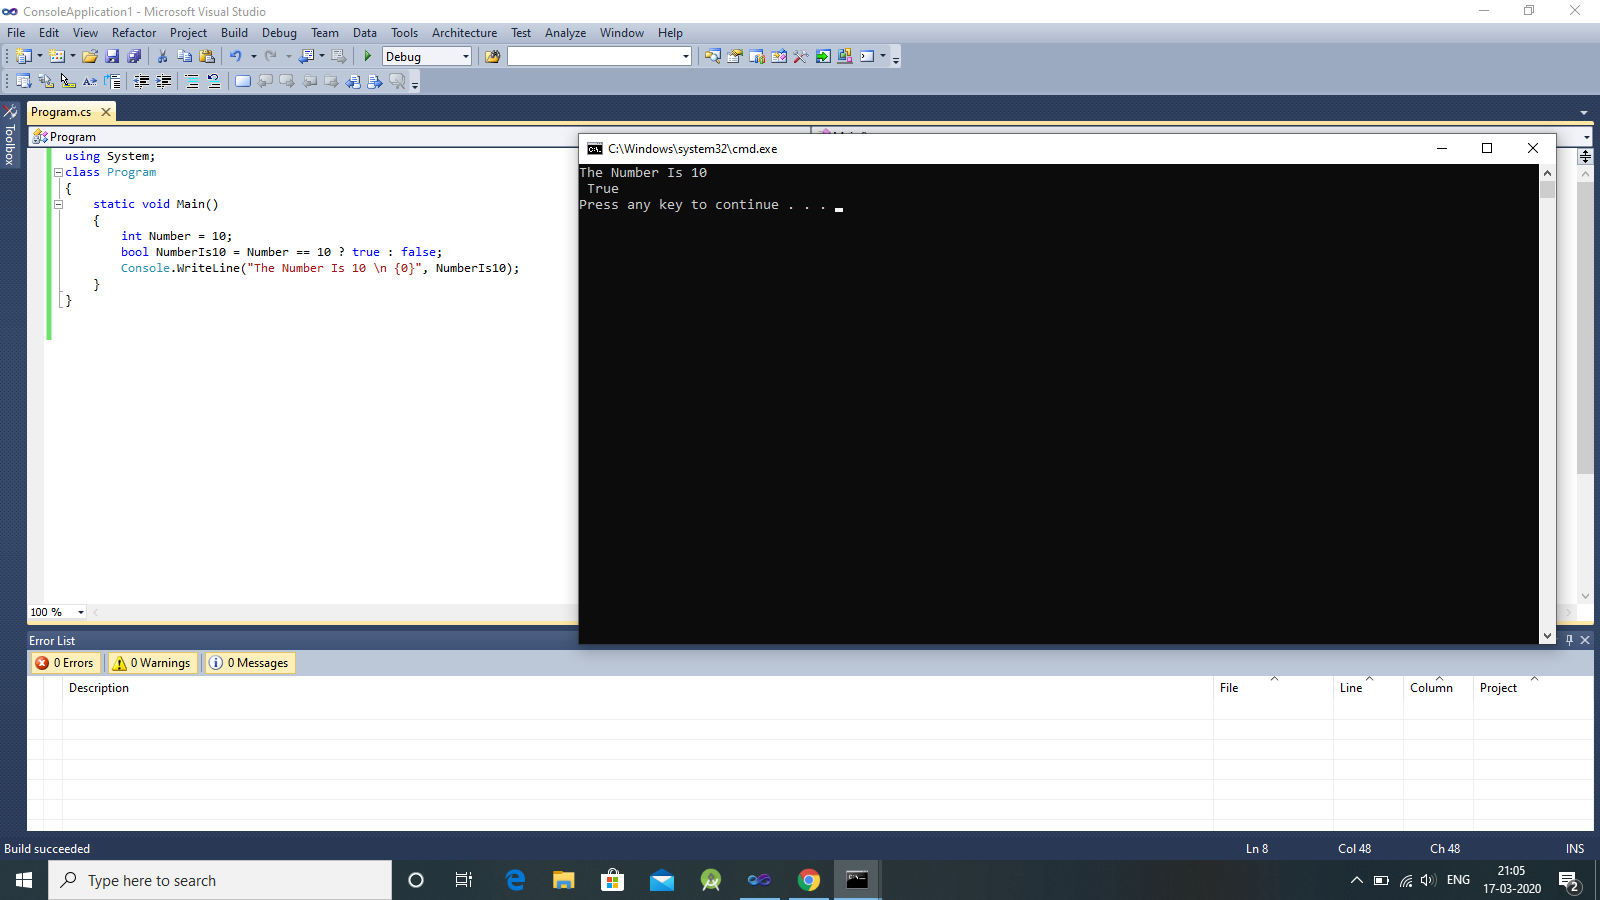 ConsoleApplication1 - Microsoft Visual Studio
File Edit View Refactor Project Build Debug Team Data Tools Architecture Test Analyze Window Help
Debug
Toolbox
Program.cs
Program
using System;
class Program
{
static void Main()
{
int Number = 10;
bool NumberIs10 = Number == 10 ? true : false;
Console.WriteLine("The Number Is 10 \n {0}", NumberIs10);
}
}
C:\Windows\system32\cmd.exe
The Number Is 10
True
Press any key to continue . . .
100 %
Error List
0 Errors 0 Warnings 0 Messages
Description File Line Column Project
Build succeeded Ln 8 Col 48 Ch 48 INS
Type here to search
ENG
21:05
17-03-2020
2